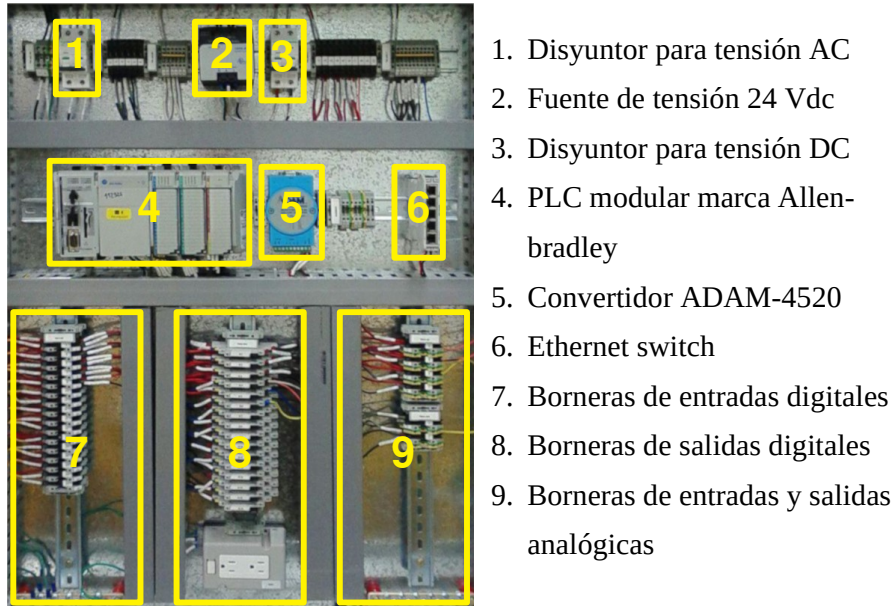 1
2
3
4
5
6
7
8
9
1. Disyuntor para tensión AC
2. Fuente de tensión 24 Vdc
3. Disyuntor para tensión DC
4. PLC modular marca Allen-
bradley
5. Convertidor ADAM-4520
6. Ethernet switch
7. Borneras de entradas digitales
8. Borneras de salidas digitales
9. Borneras de entradas y salidas
analógicas